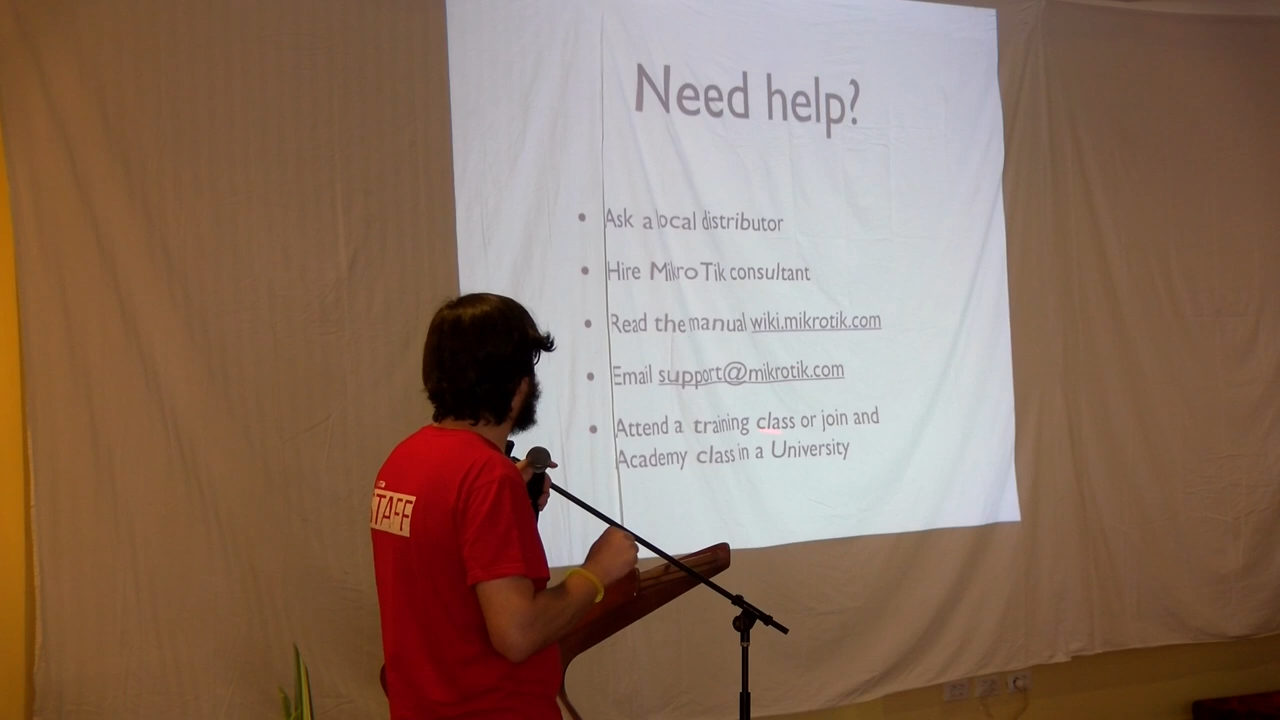 Need help?
• Ask a local distributor
• Hire MikroTik consultant
• Read the manual wiki.mikrotik.com
• Email support@mikrotik.com
• Attend a training class or join and
Academy class in a University
STAFF